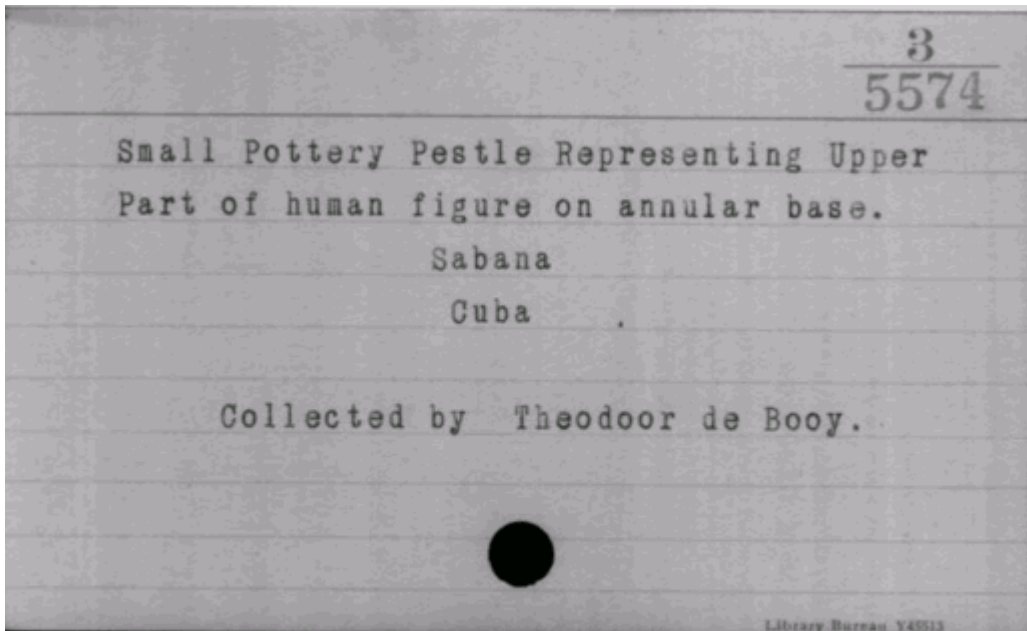 3
5574
Small Pottery Pestle Representing Upper
Part of human figure on annular base.
Sabana
Cuba .
Collected by Theodoor de Booy.
Library Bureau Y45513